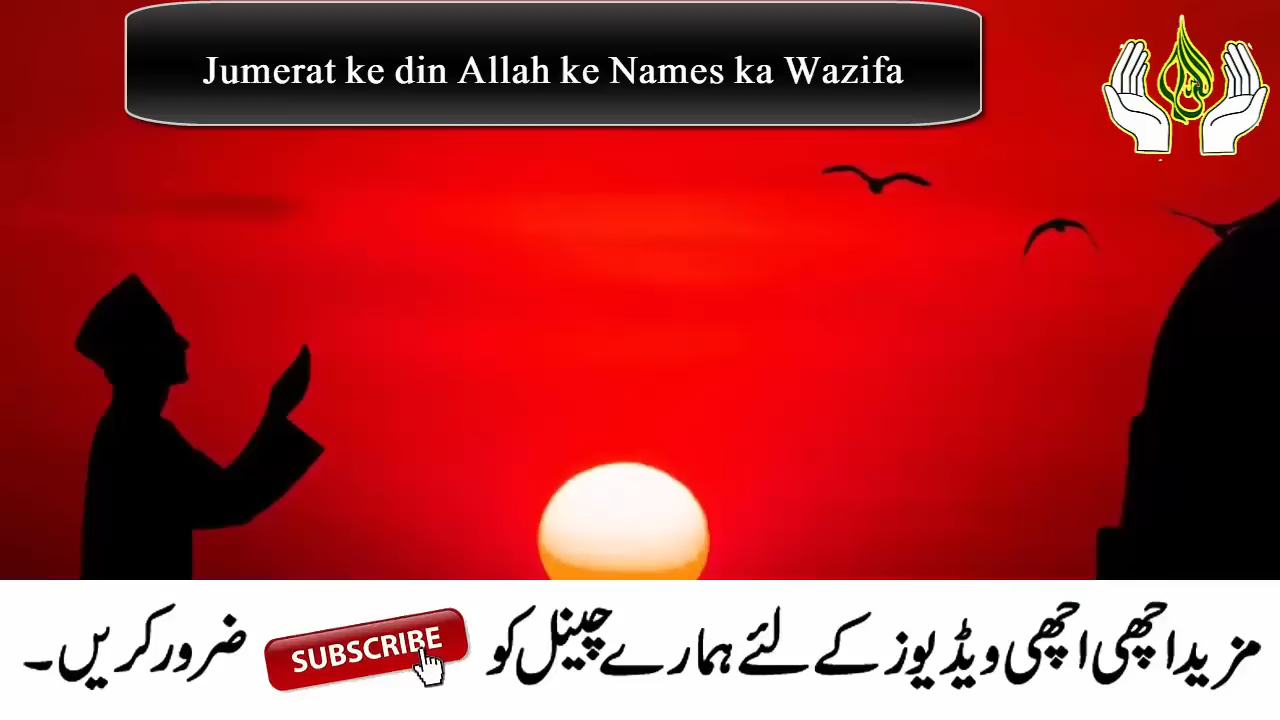 Jumerat ke din Allah ke Names ka Wazifa
مزید اچھی اچھی ویڈیوز کے لئے ہمارے چینل کو SUBSCRIBE ضرور کریں۔